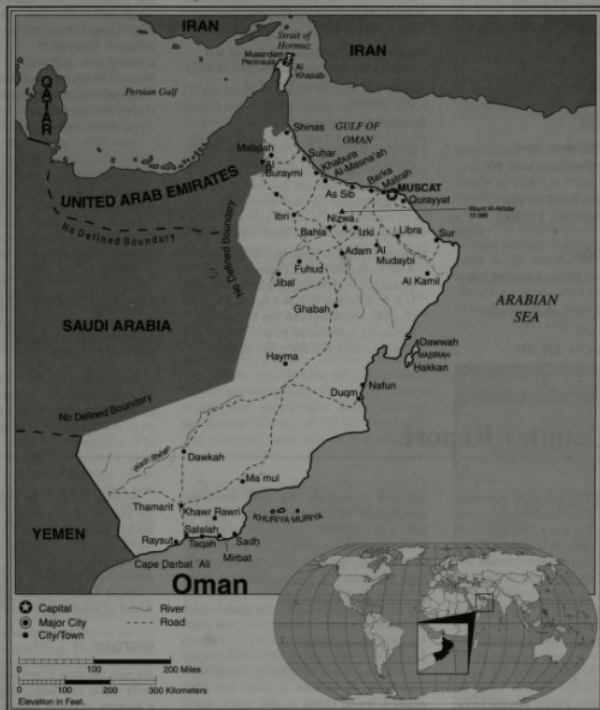 IRAN
Strait of
Hormuz
Musandam
Peninsula
Al
Khasab
IRAN
QATAR
Persian Gulf
Shinas
GULF OF
OMAN
Mahdah
Al
Buraymi
Suhar
Khabura
Al-Masna'ah
UNITED ARAB EMIRATES
As Sib
Barka
Matrah
MUSCAT
Qurayyat
No Defined Boundary
Ibri
Nizwa
Mount Al-Akhdar
Bahla
Izki
Libra
Sur
No Defined Boundary
Adam
Al
Mudaybi
Fuhud
Jibal
Al Kamil
Ghabah
ARABIAN
SEA
SAUDI ARABIA
Dawwah
MASIRAH
Hakkan
Hayma
Nafun
Duqm
No Defined Boundary
Dawkah
Ma'mul
Thamarit
Khawr Rawri
KHURIYA MURIYA
YEMEN
Salalah
Raysut
Taqah
Sadh
Mirbat
Cape Darbat 'Ali
Oman
Capital
Major City
City/Town
River
Road
0 100 200 Miles
0 100 200 300 Kilometers
Elevation in Feet.